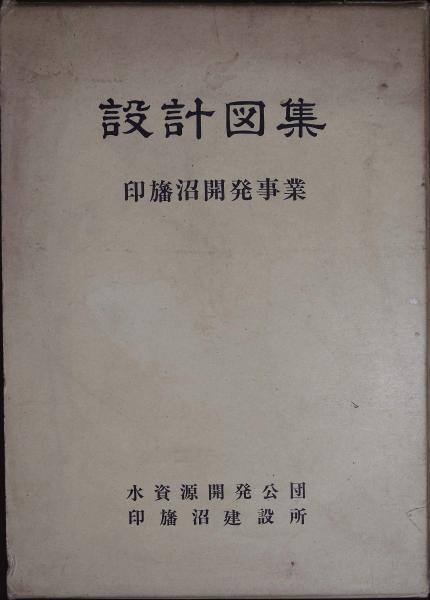 設計図集
印旛沼開発事業
水資源開発公団
印旛沼建設所